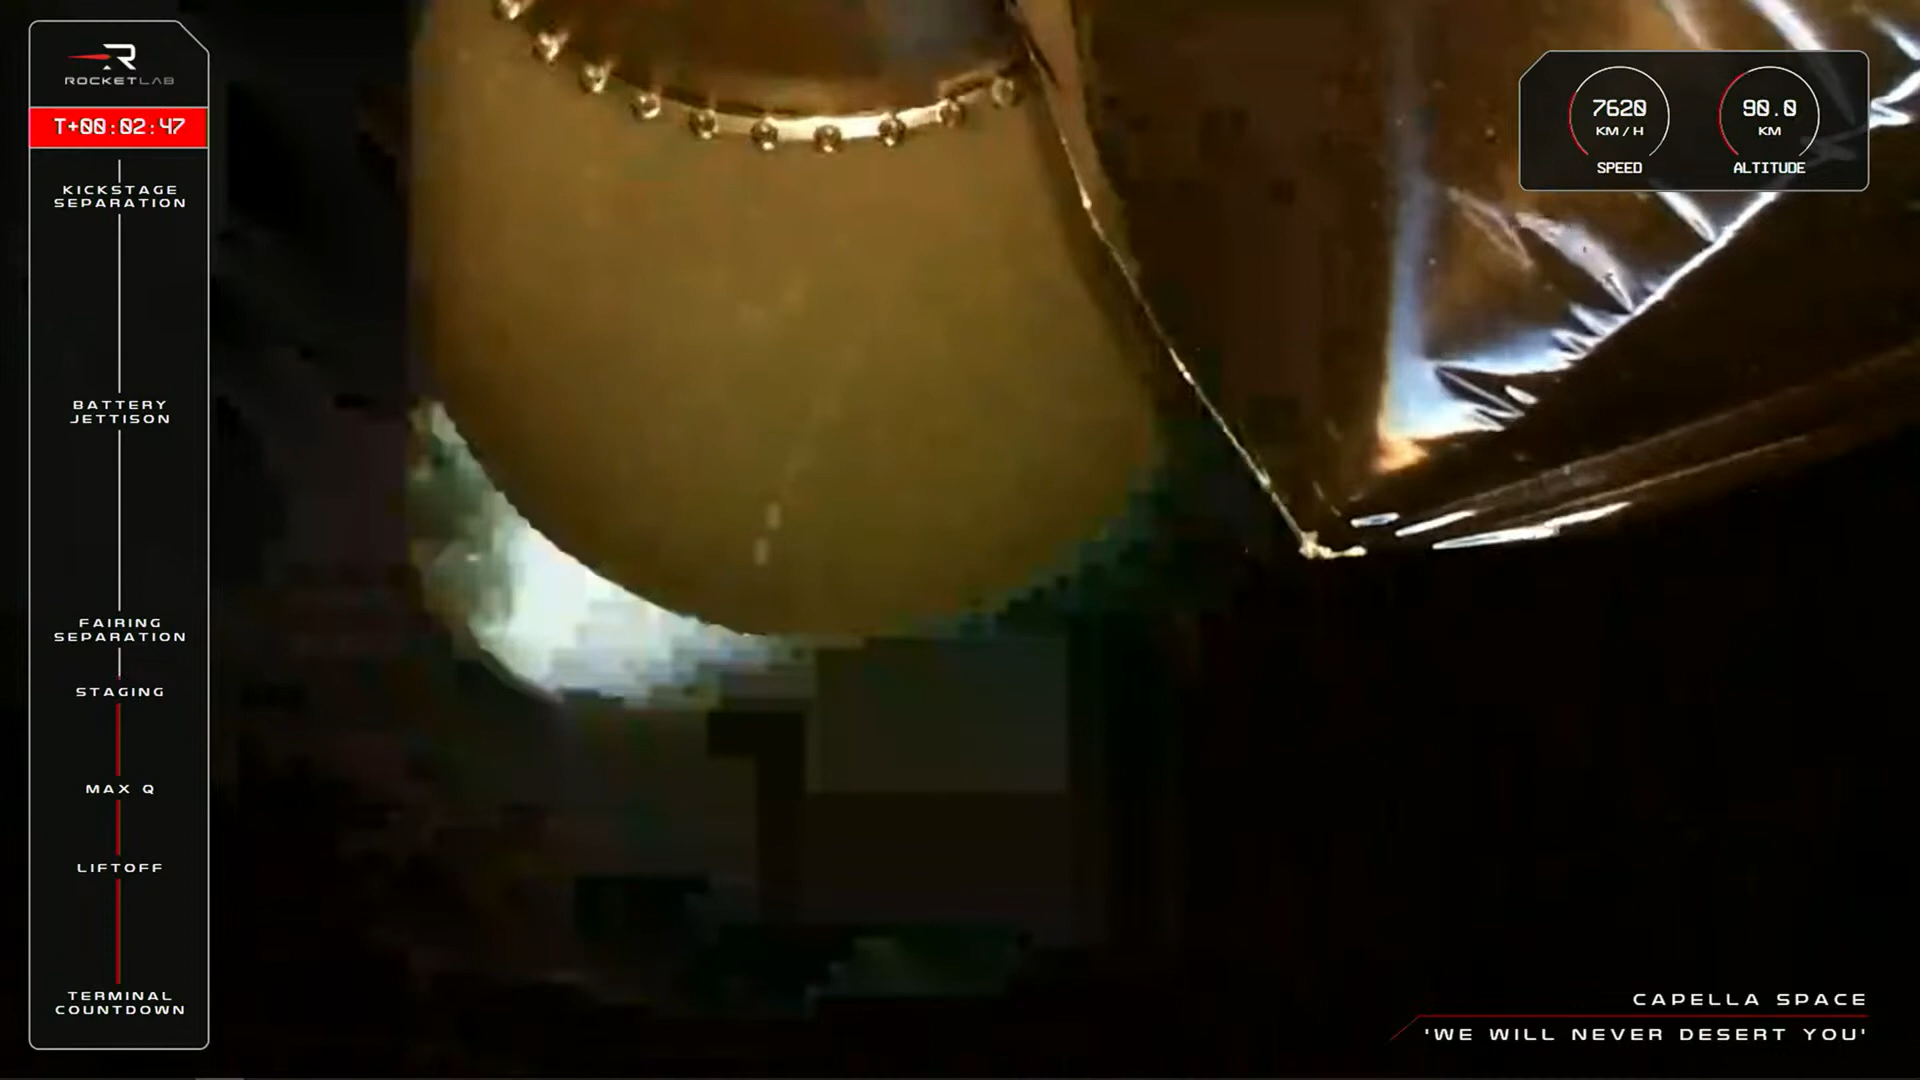 ROCKETLAB
T+00:02:47
KICKSTAGE
SEPARATION
BATTERY
JETTISON
FAIRING
SEPARATION
STAGING
MAX Q
LIFTOFF
TERMINAL
COUNTDOWN
7620
KM/H
SPEED
90.0
KM
ALTITUDE
CAPELLA SPACE
'WE WILL NEVER DESERT YOU'